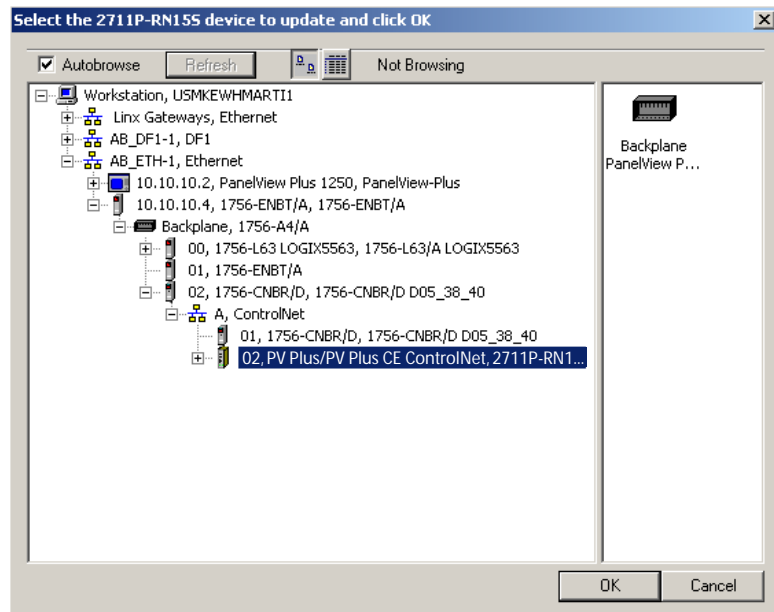 Select the 2711P-RN15S device to update and click OK
Autobrowse Refresh Not Browsing
Workstation, USMKEWHMARTI1
Linx Gateways, Ethernet
AB_DF1-1, DF1
AB_ETH-1, Ethernet
10.10.10.2, PanelView Plus 1250, PanelView-Plus
10.10.10.4, 1756-ENBT/A, 1756-ENBT/A
Backplane, 1756-A4/A
00, 1756-L63 LOGIX5563, 1756-L63/A LOGIX5563
01, 1756-ENBT/A
02, 1756-CNBR/D, 1756-CNBR/D D05_38_40
A, ControlNet
01, 1756-CNBR/D, 1756-CNBR/D D05_38_40
02, PV Plus/PV Plus CE ControlNet, 2711P-RN1...
Backplane
PanelView P...
OK Cancel